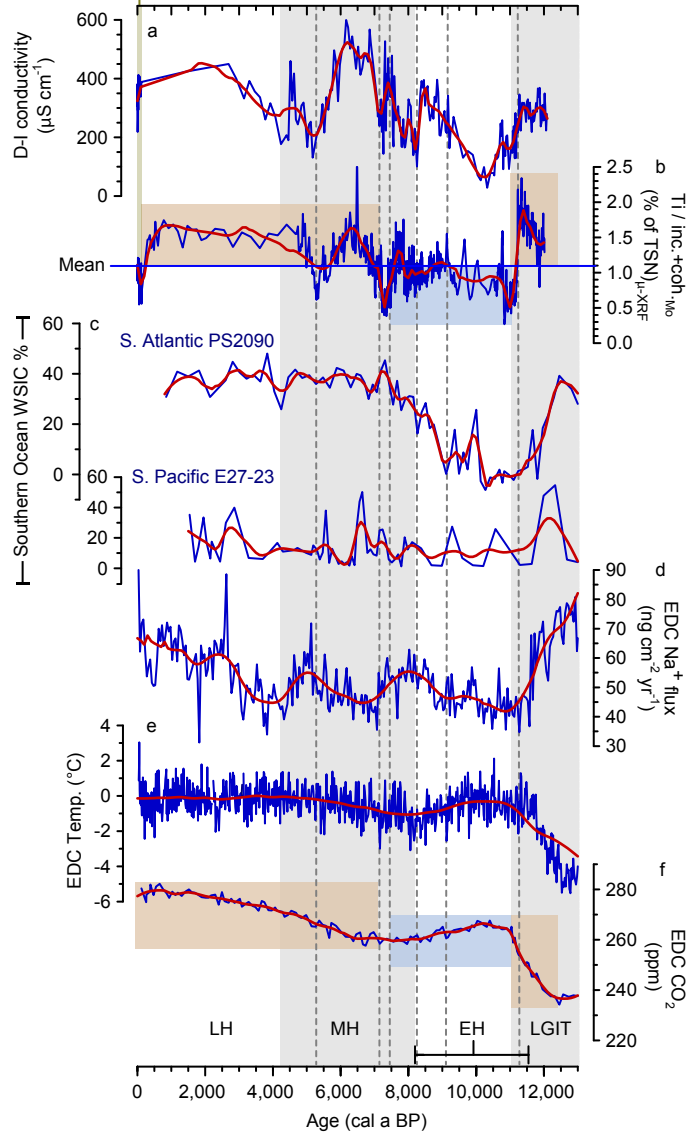 a
D-I conductivity
(µS cm⁻¹)
600
400
200
0
b
Ti / inc.+coh.Mo
(% of TSN)µ-XRF
2.5
2.0
1.5
1.0
0.5
0.0
Mean
c
Southern Ocean WSIC %
S. Atlantic PS2090
60
40
20
0
S. Pacific E27-23
60
40
20
0
d
EDC Na⁺ flux
(ng cm⁻² yr⁻¹)
90
80
70
60
50
40
30
e
EDC Temp. (°C)
4
2
0
-2
-4
-6
f
EDC CO₂
(ppm)
280
260
240
220
LH MH EH LGIT
0 2,000 4,000 6,000 8,000 10,000 12,000
Age (cal a BP)